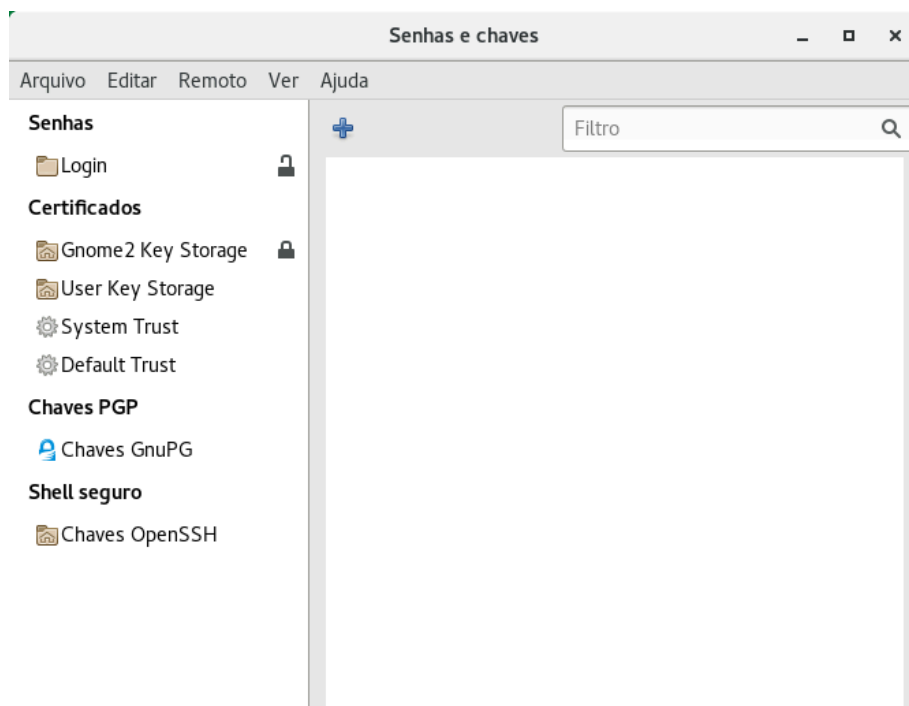 Senhas e chaves
Arquivo Editar Remoto Ver Ajuda
Senhas
Filtro
Login
Certificados
Gnome2 Key Storage
User Key Storage
System Trust
Default Trust
Chaves PGP
Chaves GnuPG
Shell seguro
Chaves OpenSSH